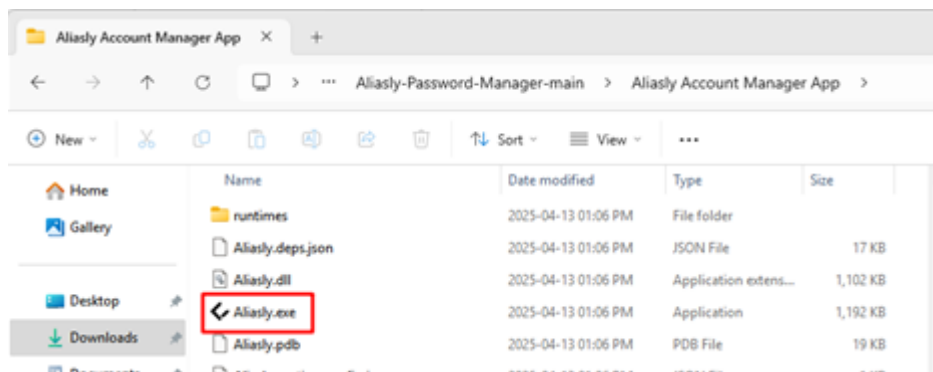 Aliasly Account Manager App
Aliasly-Password-Manager-main > Aliasly Account Manager App >
New Sort View
Name Date modified Type Size
Home
Gallery
Desktop
Downloads
runtimes 2025-04-13 01:06 PM File folder
Aliasly.deps.json 2025-04-13 01:06 PM JSON File 17 KB
Aliasly.dll 2025-04-13 01:06 PM Application extens... 1,102 KB
Aliasly.exe 2025-04-13 01:06 PM Application 1,192 KB
Aliasly.pdb 2025-04-13 01:06 PM PDB File 19 KB